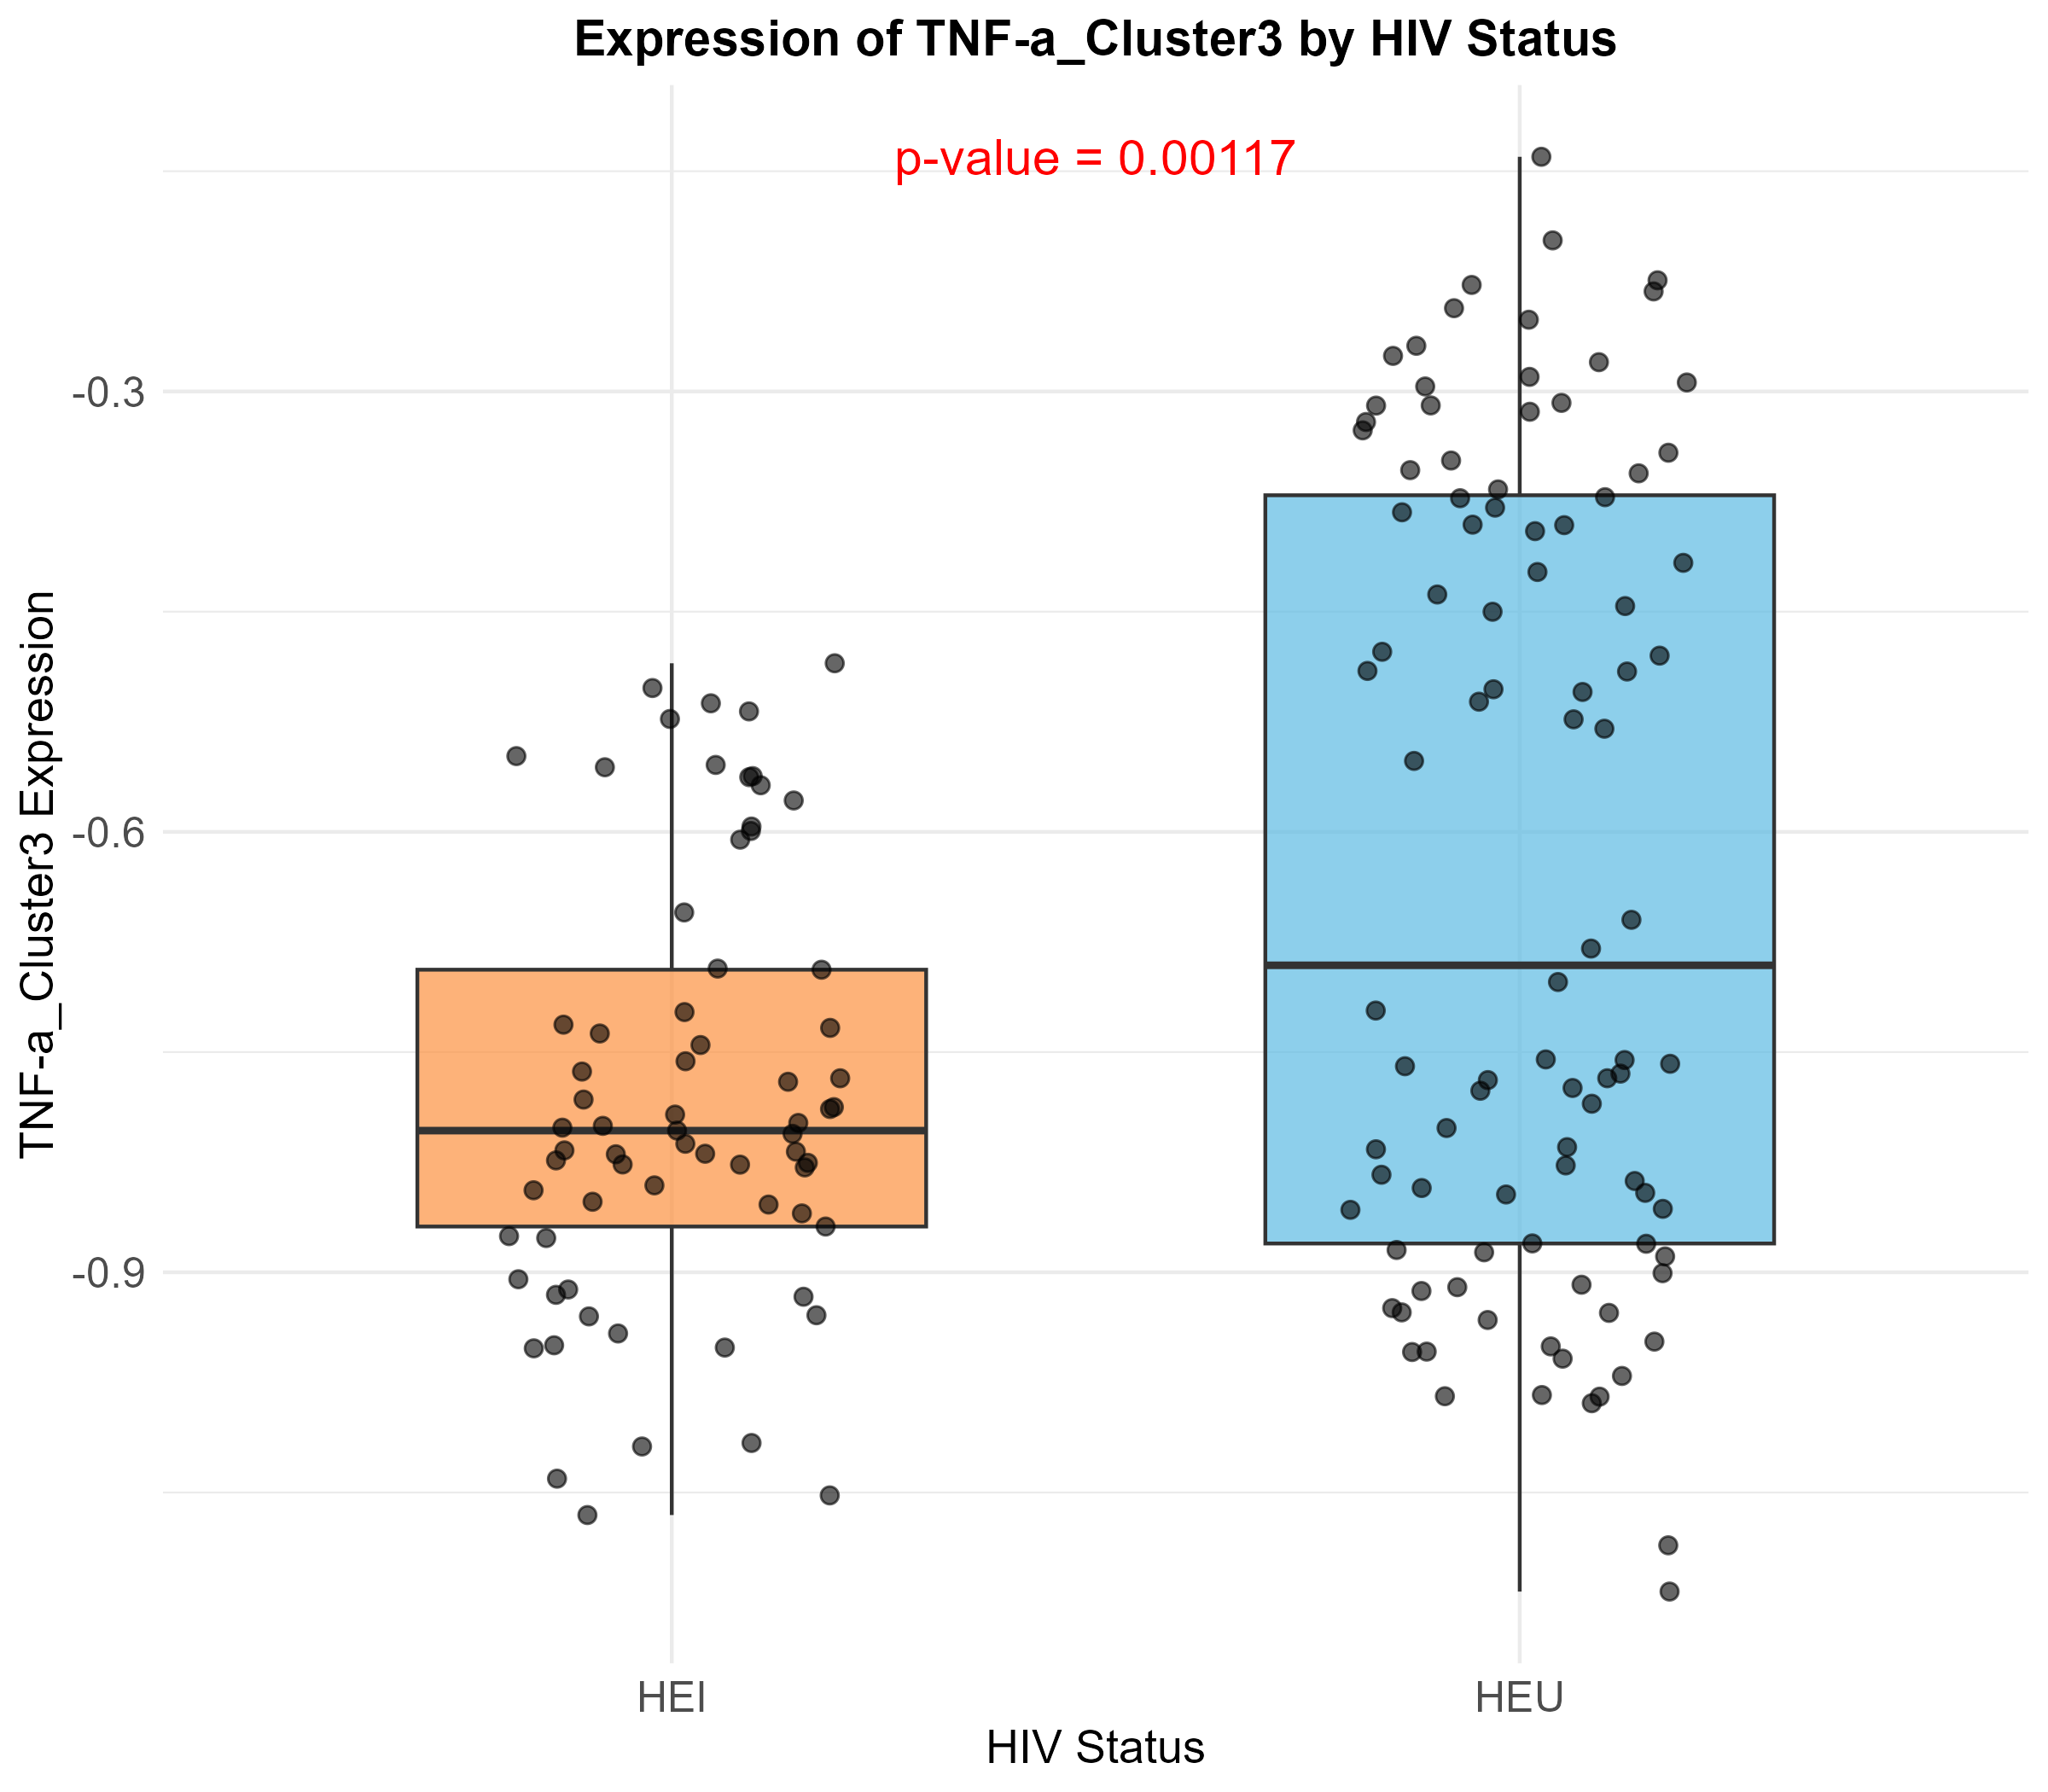 Expression of TNF-a_Cluster3 by HIV Status
p-value = 0.00117
TNF-a_Cluster3 Expression
-0.3
-0.6
-0.9
HEI
HEU
HIV Status